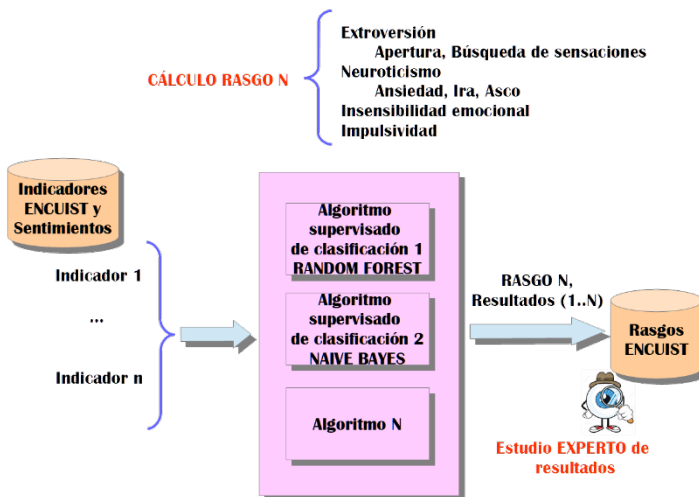 Extroversión
Apertura, Búsqueda de sensaciones
CÁLCULO RASGO N
Neuroticismo
Ansiedad, Ira, Asco
Insensibilidad emocional
Impulsividad
Indicadores
ENCUIST y
Sentimientos
Indicador 1
...
Indicador n
Algoritmo
supervisado
de clasificación 1
RANDOM FOREST
Algoritmo
supervisado
de clasificación 2
NAIVE BAYES
Algoritmo N
RASGO N,
Resultados (1..N)
Rasgos
ENCUIST
Estudio EXPERTO de
resultados